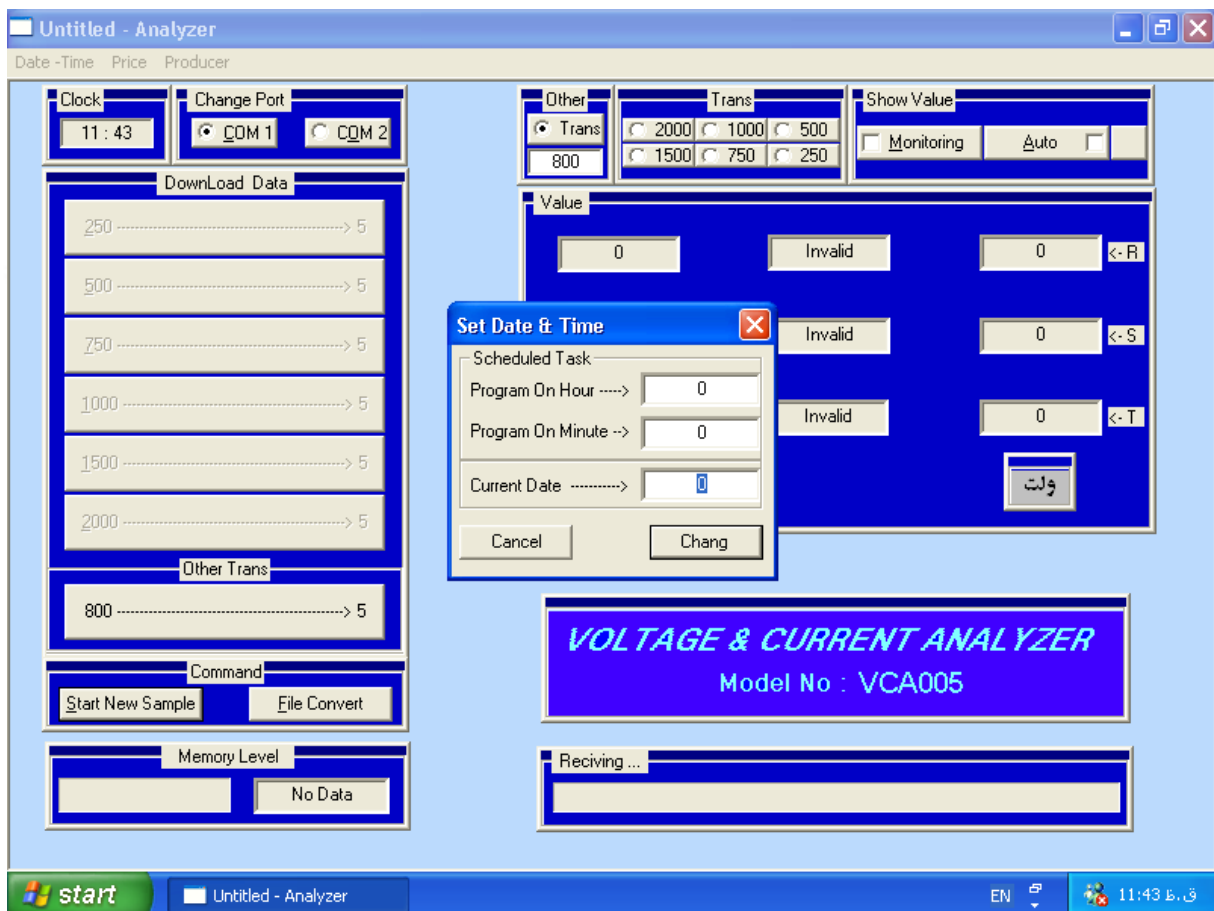 Untitled - Analyzer
Date -Time Price Producer
Clock
11 : 43
Change Port
COM 1 COM 2
Other
Trans
800
Trans
2000 1000 500
1500 750 250
Show Value
Monitoring Auto
DownLoad Data
250 ---------------------------------------------> 5
500 ---------------------------------------------> 5
750 ---------------------------------------------> 5
1000 --------------------------------------------> 5
1500 --------------------------------------------> 5
2000 --------------------------------------------> 5
Other Trans
800 ---------------------------------------------> 5
Command
Start New Sample File Convert
Memory Level
No Data
Value
0 Invalid 0 <- R
Invalid 0 <- S
Invalid 0 <- T
ولت
Set Date & Time
Scheduled Task
Program On Hour -----> 0
Program On Minute --> 0
Current Date -----------> 0
Cancel Chang
VOLTAGE & CURRENT ANALYZER
Model No : VCA005
Reciving ...
start Untitled - Analyzer EN 11:43 ق.ظ